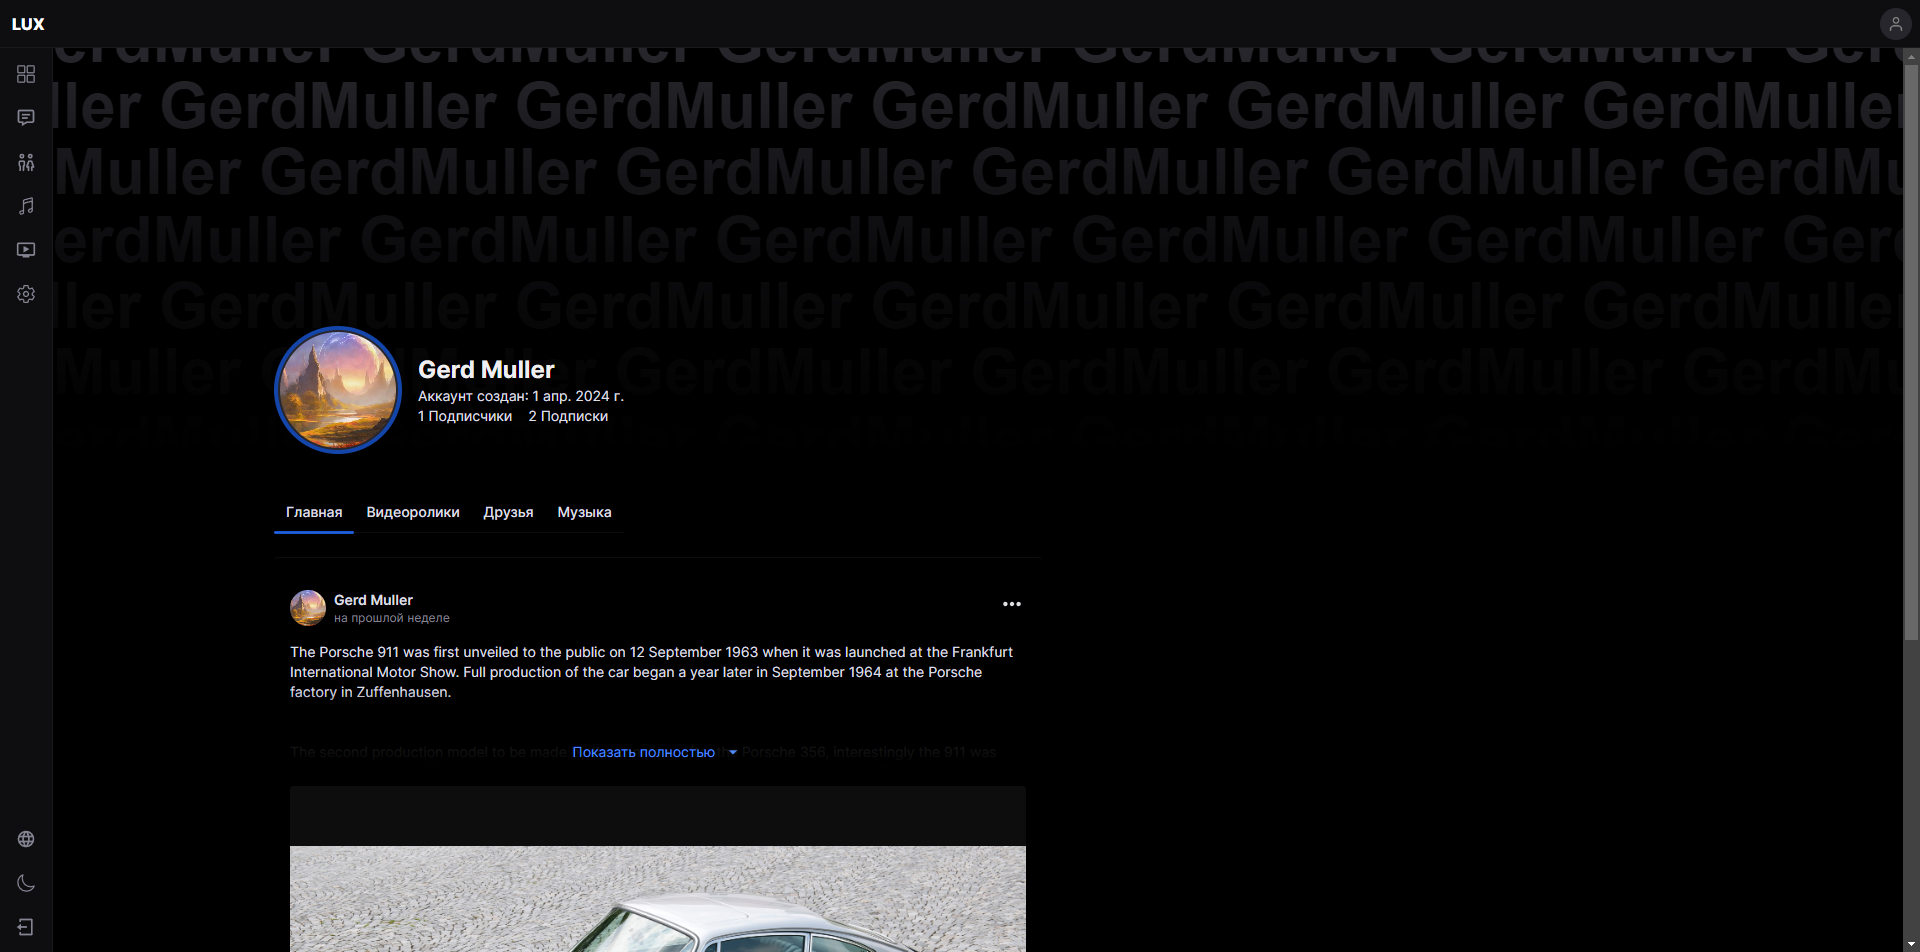 LUX
erdMuller GerdMuller GerdMuller GerdMuller GerdMuller Ger
ller GerdMuller GerdMuller GerdMuller GerdMuller GerdMuller
Muller GerdMuller GerdMuller GerdMuller GerdMuller GerdMu
erdMuller GerdMuller GerdMuller GerdMuller GerdMuller Ger
ller GerdMuller GerdMuller GerdMuller GerdMuller GerdMuller
Muller GerdMuller GerdMuller GerdMuller GerdMuller GerdMu
Gerd Muller
Аккаунт создан: 1 апр. 2024 г.
1 Подписчики 2 Подписки
Главная Видеоролики Друзья Музыка
Gerd Muller
на прошлой неделе
The Porsche 911 was first unveiled to the public on 12 September 1963 when it was launched at the Frankfurt
International Motor Show. Full production of the car began a year later in September 1964 at the Porsche
factory in Zuffenhausen.
The second production model to be made Показать полностью Porsche 356, interestingly the 911 was